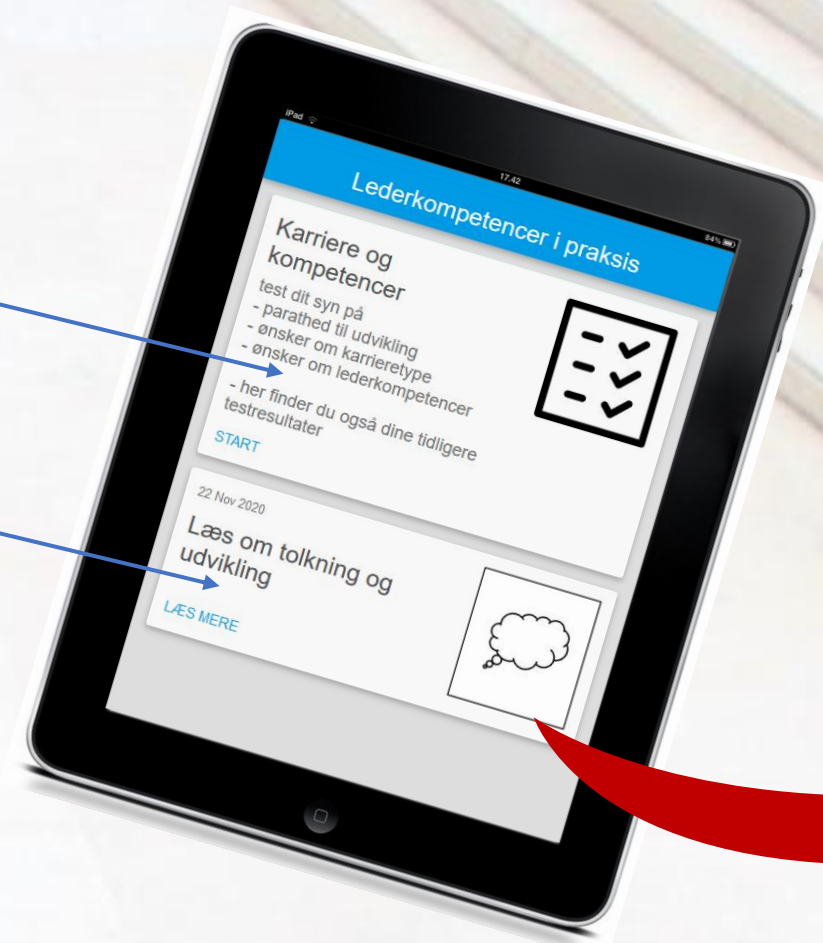 iPad
17.42
84%
Lederkompetencer i praksis
Karriere og
kompetencer
test dit syn på
- parathed til udvikling
- ønsker om karrieretype
- ønsker om lederkompetencer
- her finder du også dine tidligere
testresultater
START
22 Nov 2020
Læs om tolkning og
udvikling
LÆS MERE